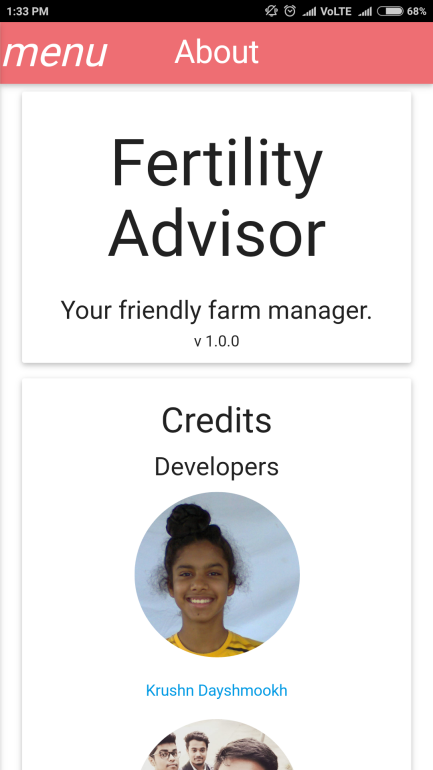 1:33 PM VoLTE 68%
menu About
Fertility
Advisor
Your friendly farm manager.
v 1.0.0
Credits
Developers
Krushn Dayshmookh